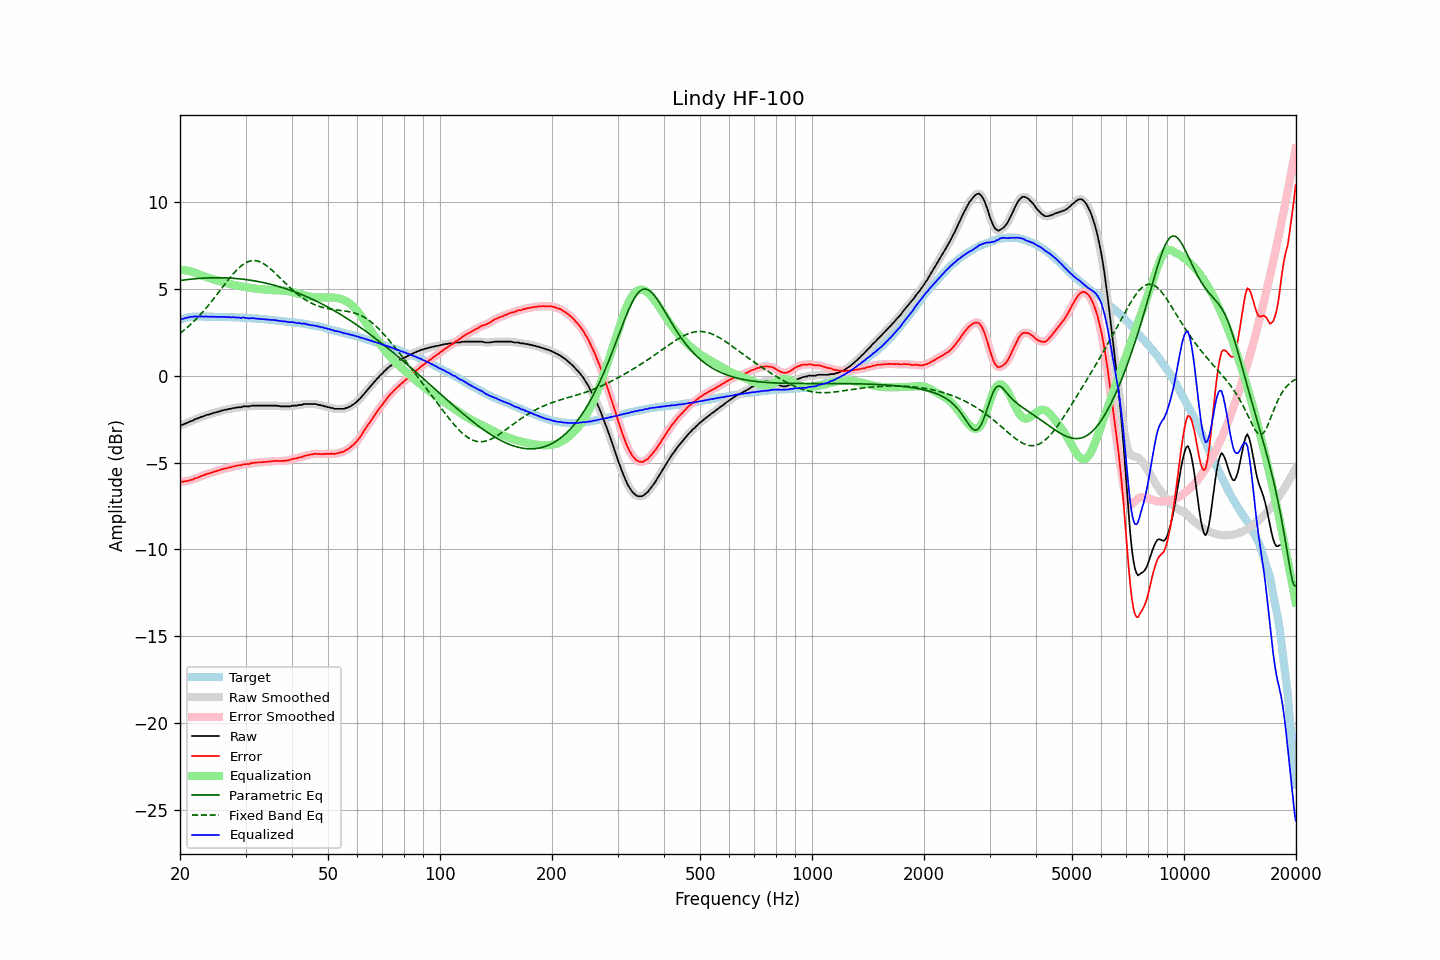 Lindy HF-100
Amplitude (dBr)
10
5
0
−5
−10
−15
−20
−25
Target
Raw Smoothed
Error Smoothed
Raw
Error
Equalization
Parametric Eq
Fixed Band Eq
Equalized
20 50 100 200 500 1000 2000 5000 10000 20000
Frequency (Hz)